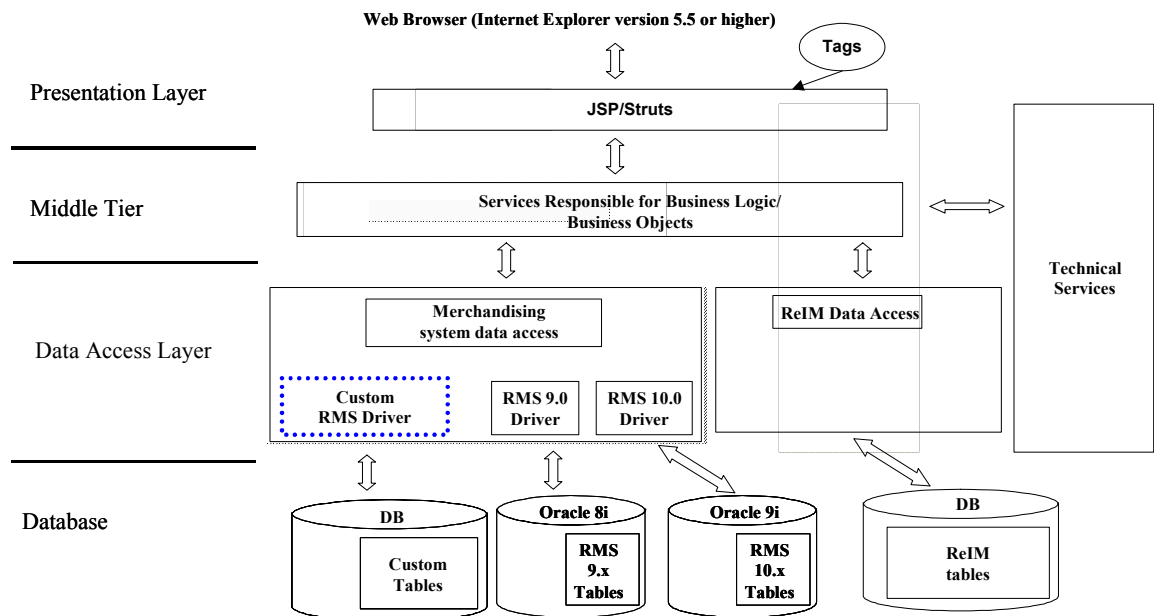 Web Browser (Internet Explorer version 5.5 or higher)
Tags
Presentation Layer
JSP/Struts
Middle Tier
Services Responsible for Business Logic/
Business Objects
Technical
Services
Data Access Layer
Merchandising
system data access
ReIM Data Access
Custom
RMS Driver
RMS 9.0
Driver
RMS 10.0
Driver
Database
DB
Custom
Tables
Oracle 8i
RMS
9.x
Tables
Oracle 9i
RMS
10.x
Tables
DB
ReIM
tables